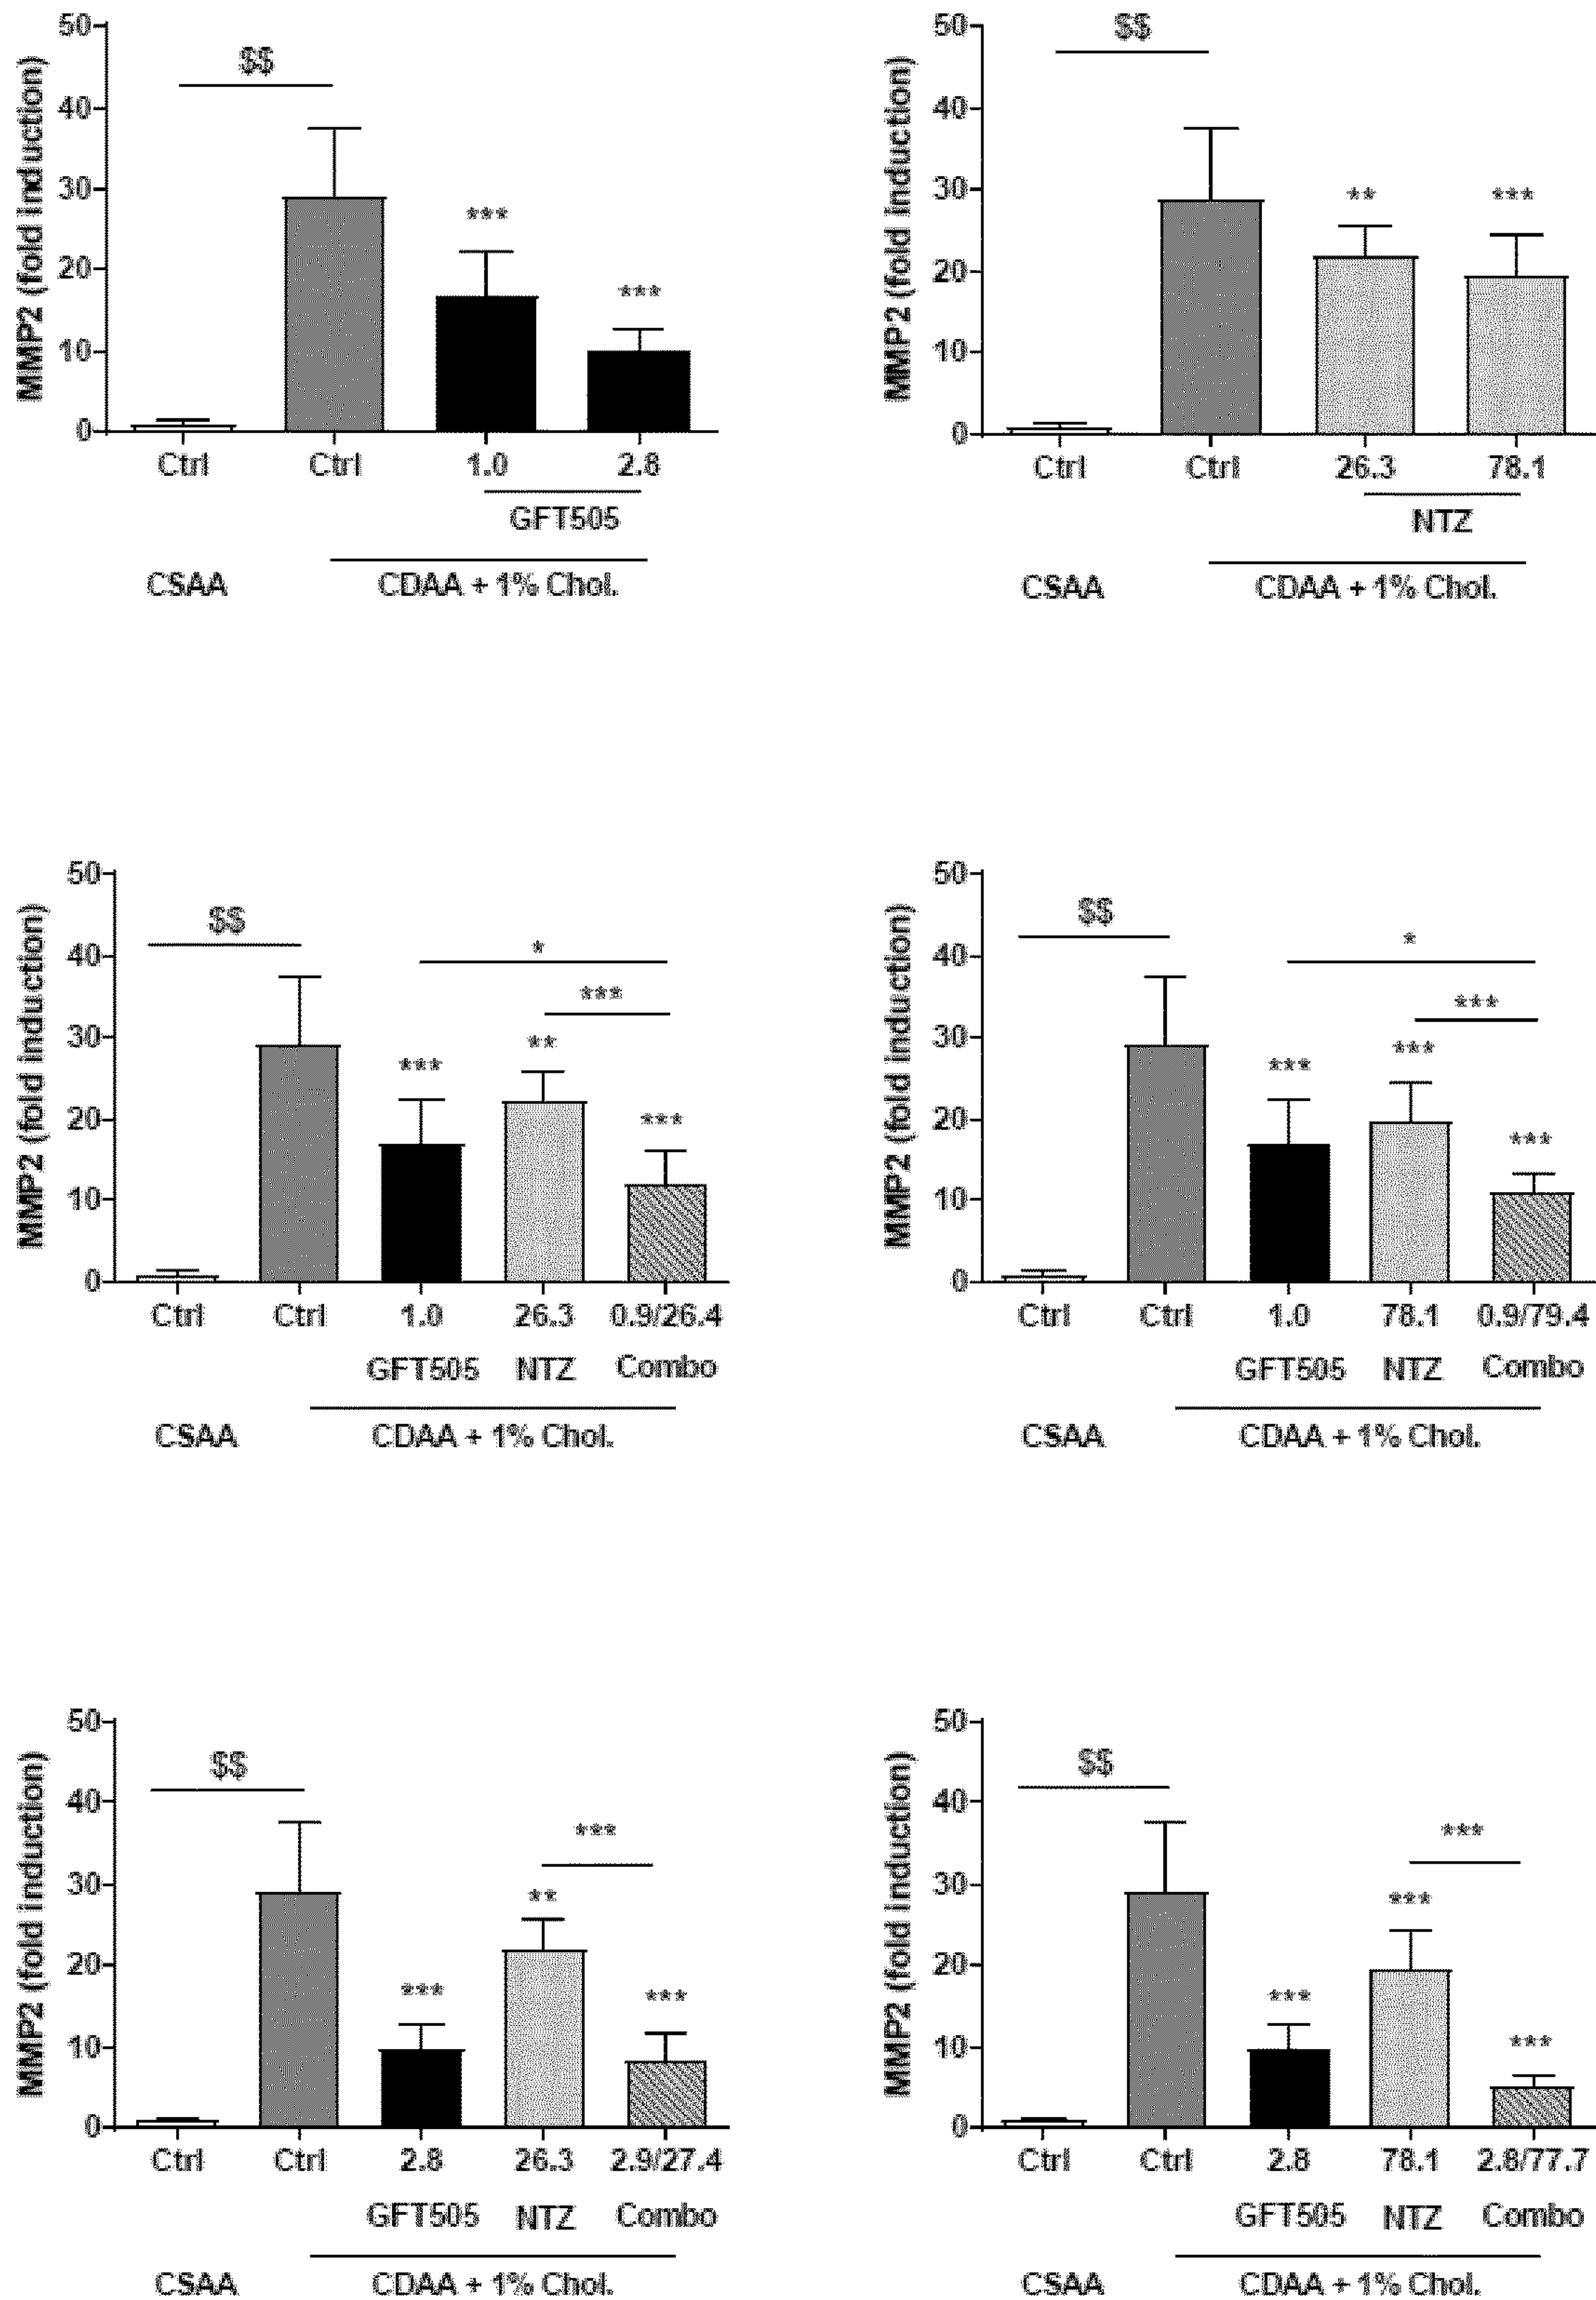 MMP2 (fold induction)
50
40
30
20
10
0
$$
***
***
Ctrl Ctrl 1.0 2.8
GFT505
CSAA CDAA + 1% Chol.
MMP2 (fold induction)
50
40
30
20
10
0
$$
**
***
Ctrl Ctrl 26.3 78.1
NTZ
CSAA CDAA + 1% Chol.
MMP2 (fold induction)
50
40
30
20
10
0
$$
*
***
**
***
***
Ctrl Ctrl 1.0 26.3 0.9/26.4
GFT505 NTZ Combo
CSAA CDAA + 1% Chol.
MMP2 (fold induction)
50
40
30
20
10
0
$$
*
***
***
***
***
Ctrl Ctrl 1.0 78.1 0.9/79.4
GFT505 NTZ Combo
CSAA CDAA + 1% Chol.
MMP2 (fold induction)
50
40
30
20
10
0
$$
***
**
***
***
Ctrl Ctrl 2.8 26.3 2.9/27.4
GFT505 NTZ Combo
CSAA CDAA + 1% Chol.
MMP2 (fold induction)
50
40
30
20
10
0
$$
***
***
***
***
Ctrl Ctrl 2.8 78.1 2.8/77.7
GFT505 NTZ Combo
CSAA CDAA + 1% Chol.